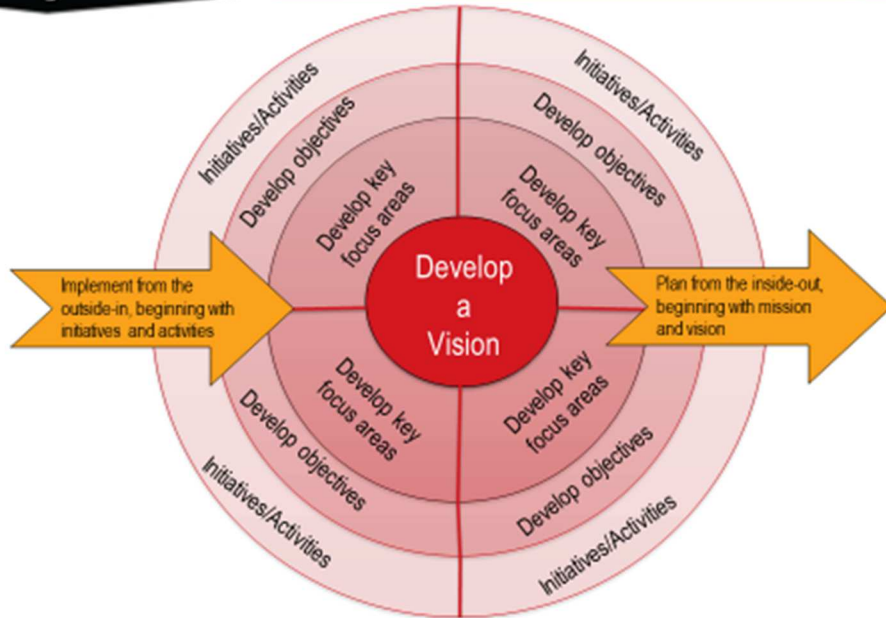 Initiatives/Activities
Initiatives/Activities
Develop objectives
Develop objectives
Develop key
focus areas
Develop key
focus areas
Implement from the
outside-in, beginning with
initiatives and activities
Develop
a
Vision
Plan from the inside-out,
beginning with mission
and vision
Develop key
focus areas
Develop key
focus areas
Develop objectives
Develop objectives
Initiatives/Activities
Initiatives/Activities